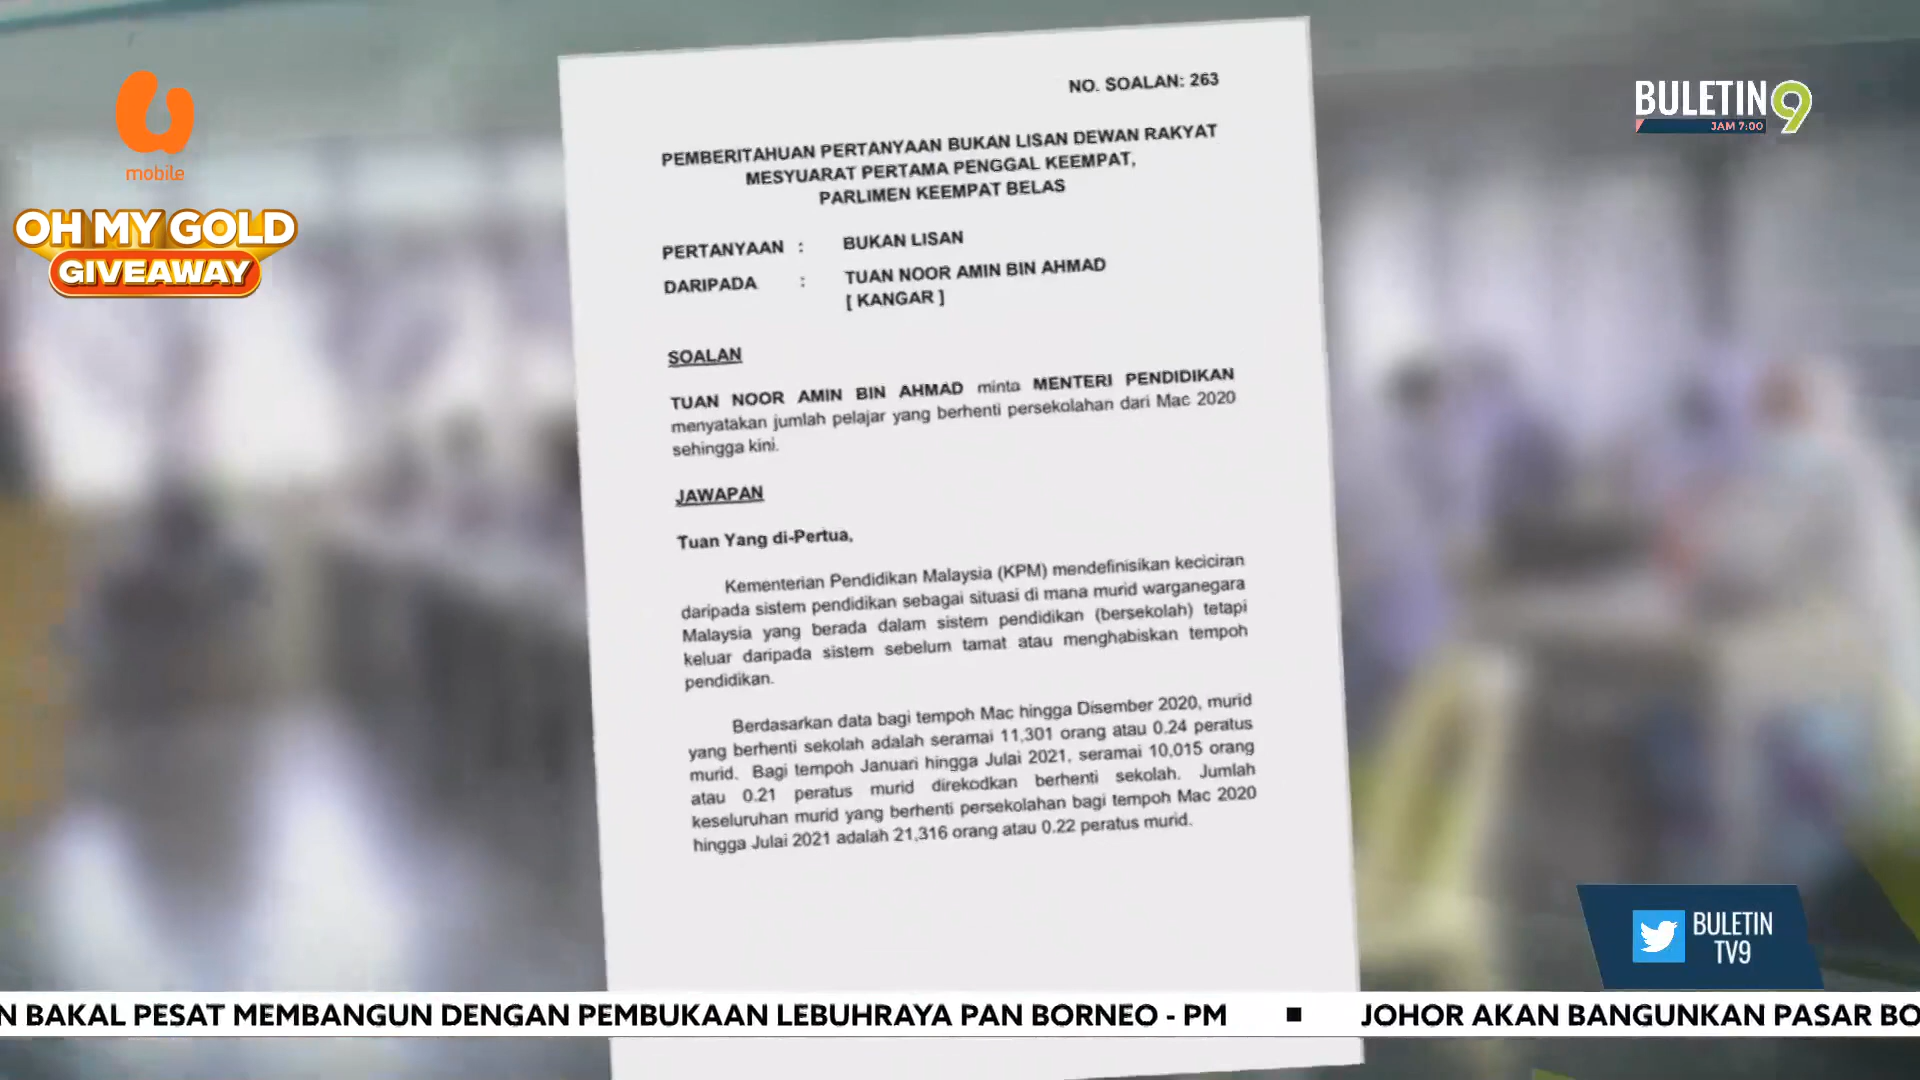 mobile
OH MY GOLD
GIVEAWAY
BULETIN 9
JAM 7:00
NO. SOALAN: 263
PEMBERITAHUAN PERTANYAAN BUKAN LISAN DEWAN RAKYAT
MESYUARAT PERTAMA PENGGAL KEEMPAT,
PARLIMEN KEEMPAT BELAS
PERTANYAAN : BUKAN LISAN
DARIPADA : TUAN NOOR AMIN BIN AHMAD
[ KANGAR ]
SOALAN
TUAN NOOR AMIN BIN AHMAD minta MENTERI PENDIDIKAN
menyatakan jumlah pelajar yang berhenti persekolahan dari Mac 2020
sehingga kini.
JAWAPAN
Tuan Yang di-Pertua,
Kementerian Pendidikan Malaysia (KPM) mendefinisikan keciciran
daripada sistem pendidikan sebagai situasi di mana murid warganegara
Malaysia yang berada dalam sistem pendidikan (bersekolah) tetapi
keluar daripada sistem sebelum tamat atau menghabiskan tempoh
pendidikan.
Berdasarkan data bagi tempoh Mac hingga Disember 2020, murid
yang berhenti sekolah adalah seramai 11,301 orang atau 0.24 peratus
murid. Bagi tempoh Januari hingga Julai 2021, seramai 10,015 orang
atau 0.21 peratus murid direkodkan berhenti sekolah. Jumlah
keseluruhan murid yang berhenti persekolahan bagi tempoh Mac 2020
hingga Julai 2021 adalah 21,316 orang atau 0.22 peratus murid.
BULETIN
TV9
N BAKAL PESAT MEMBANGUN DENGAN PEMBUKAAN LEBUHRAYA PAN BORNEO - PM ■ JOHOR AKAN BANGUNKAN PASAR BO